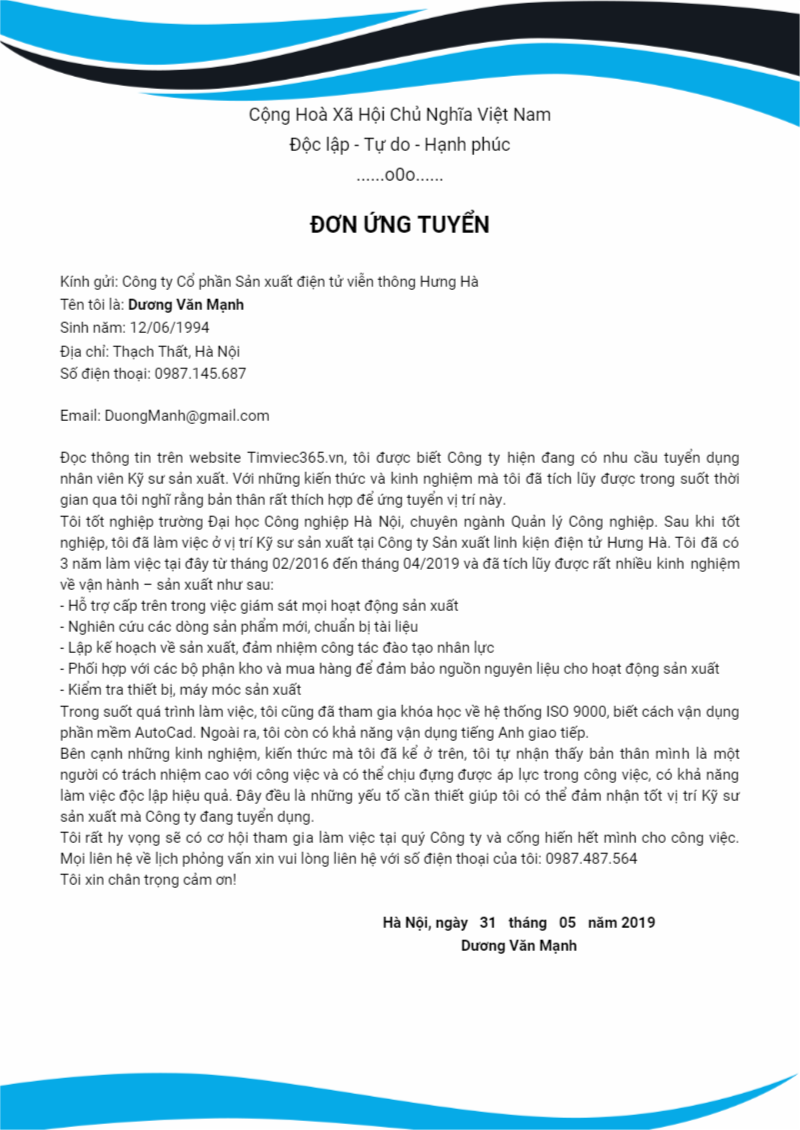 Cộng Hoà Xã Hội Chủ Nghĩa Việt Nam
Độc lập - Tự do - Hạnh phúc
......o0o......
ĐƠN ỨNG TUYỂN
Kính gửi: Công ty Cổ phần Sản xuất điện tử viễn thông Hưng Hà
Tên tôi là: Dương Văn Mạnh
Sinh năm: 12/06/1994
Địa chỉ: Thạch Thất, Hà Nội
Số điện thoại: 0987.145.687
Email: DuongManh@gmail.com
Đọc thông tin trên website Timviec365.vn, tôi được biết Công ty hiện đang có nhu cầu tuyển dụng
nhân viên Kỹ sư sản xuất. Với những kiến thức và kinh nghiệm mà tôi đã tích lũy được trong suốt thời
gian qua tôi nghĩ rằng bản thân rất thích hợp để ứng tuyển vị trí này.
Tôi tốt nghiệp trường Đại học Công nghiệp Hà Nội, chuyên ngành Quản lý Công nghiệp. Sau khi tốt
nghiệp, tôi đã làm việc ở vị trí Kỹ sư sản xuất tại Công ty Sản xuất linh kiện điện tử Hưng Hà. Tôi đã có
3 năm làm việc tại đây từ tháng 02/2016 đến tháng 04/2019 và đã tích lũy được rất nhiều kinh nghiệm
về vận hành – sản xuất như sau:
- Hỗ trợ cấp trên trong việc giám sát mọi hoạt động sản xuất
- Nghiên cứu các dòng sản phẩm mới, chuẩn bị tài liệu
- Lập kế hoạch về sản xuất, đảm nhiệm công tác đào tạo nhân lực
- Phối hợp với các bộ phận kho và mua hàng để đảm bảo nguồn nguyên liệu cho hoạt động sản xuất
- Kiểm tra thiết bị, máy móc sản xuất
Trong suốt quá trình làm việc, tôi cũng đã tham gia khóa học về hệ thống ISO 9000, biết cách vận dụng
phần mềm AutoCad. Ngoài ra, tôi còn có khả năng vận dụng tiếng Anh giao tiếp.
Bên cạnh những kinh nghiệm, kiến thức mà tôi đã kể ở trên, tôi tự nhận thấy bản thân mình là một
người có trách nhiệm cao với công việc và có thể chịu đựng được áp lực trong công việc, có khả năng
làm việc độc lập hiệu quả. Đây đều là những yếu tố cần thiết giúp tôi có thể đảm nhận tốt vị trí Kỹ sư
sản xuất mà Công ty đang tuyển dụng.
Tôi rất hy vọng sẽ có cơ hội tham gia làm việc tại quý Công ty và cống hiến hết mình cho công việc.
Mọi liên hệ về lịch phỏng vấn xin vui lòng liên hệ với số điện thoại của tôi: 0987.487.564
Tôi xin chân trọng cảm ơn!
Hà Nội, ngày 31 tháng 05 năm 2019
Dương Văn Mạnh